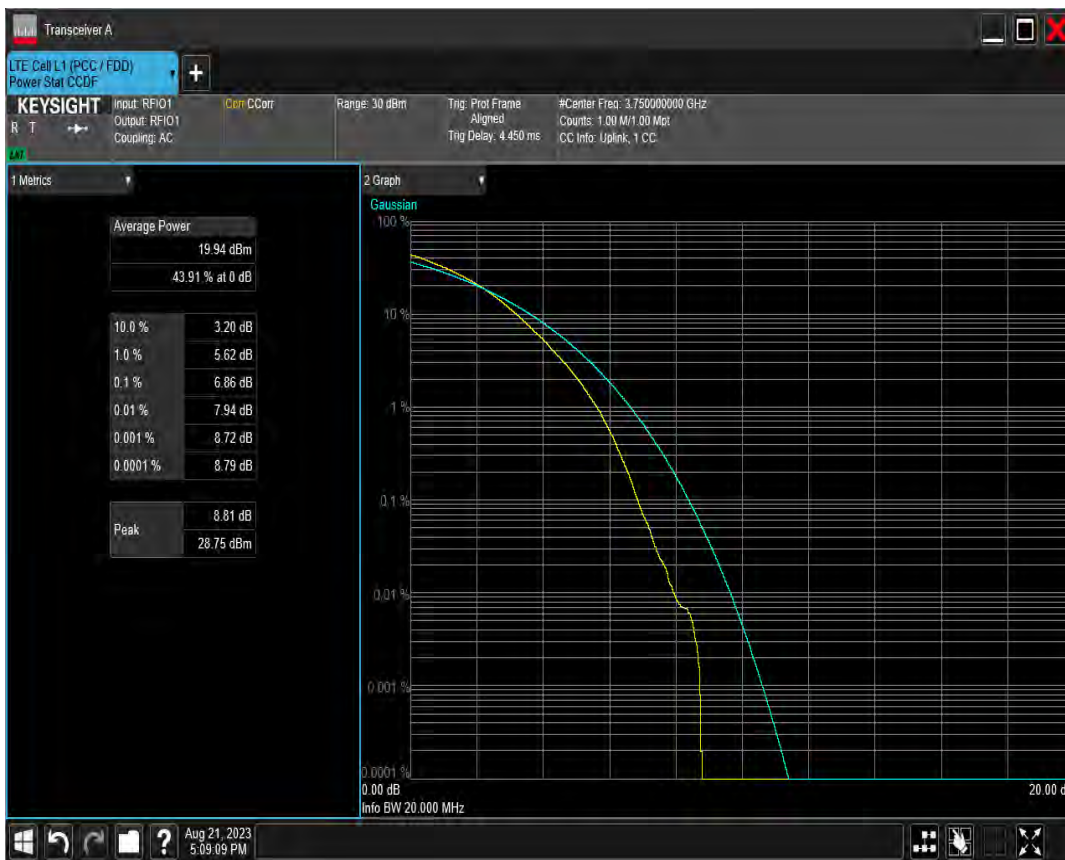 Transceiver A
LTE Cell L1 (PCC / FDD)
Power Stat CCDF
+
KEYSIGHT
R T
LNI
Input: RFIO1
Output: RFIO1
Coupling: AC
Corr CCorr
Range: 30 dBm
Trig: Prot Frame
Aligned
Trig Delay: 4.450 ms
#Center Freq: 3.750000000 GHz
Counts: 1.00 M/1.00 Mpt
CC Info: Uplink, 1 CC
1 Metrics
Average Power
19.94 dBm
43.91 % at 0 dB
10.0 % 3.20 dB
1.0 % 5.62 dB
0.1 % 6.86 dB
0.01 % 7.94 dB
0.001 % 8.72 dB
0.0001 % 8.79 dB
Peak
8.81 dB
28.75 dBm
2 Graph
Gaussian
100 %
10 %
1 %
0.1 %
0.01 %
0.001 %
0.0001 %
0.00 dB
20.00 d
Info BW 20.000 MHz
?
Aug 21, 2023
5:09:09 PM